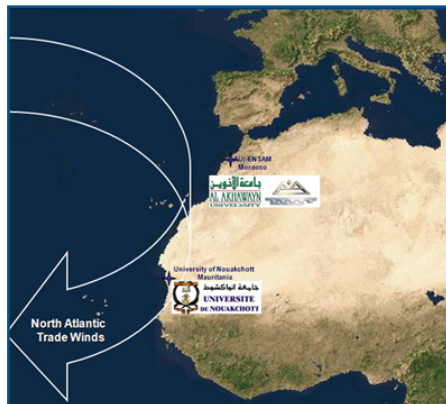 AUI-ENSAM
Morocco
جامعة الأخوين
AL AKHAWAYN
UNIVERSITY
University of Nouakchott
Mauritania
جامعة انواكشوط
UNIVERSITE
DE NOUAKCHOTT
North Atlantic
Trade Winds